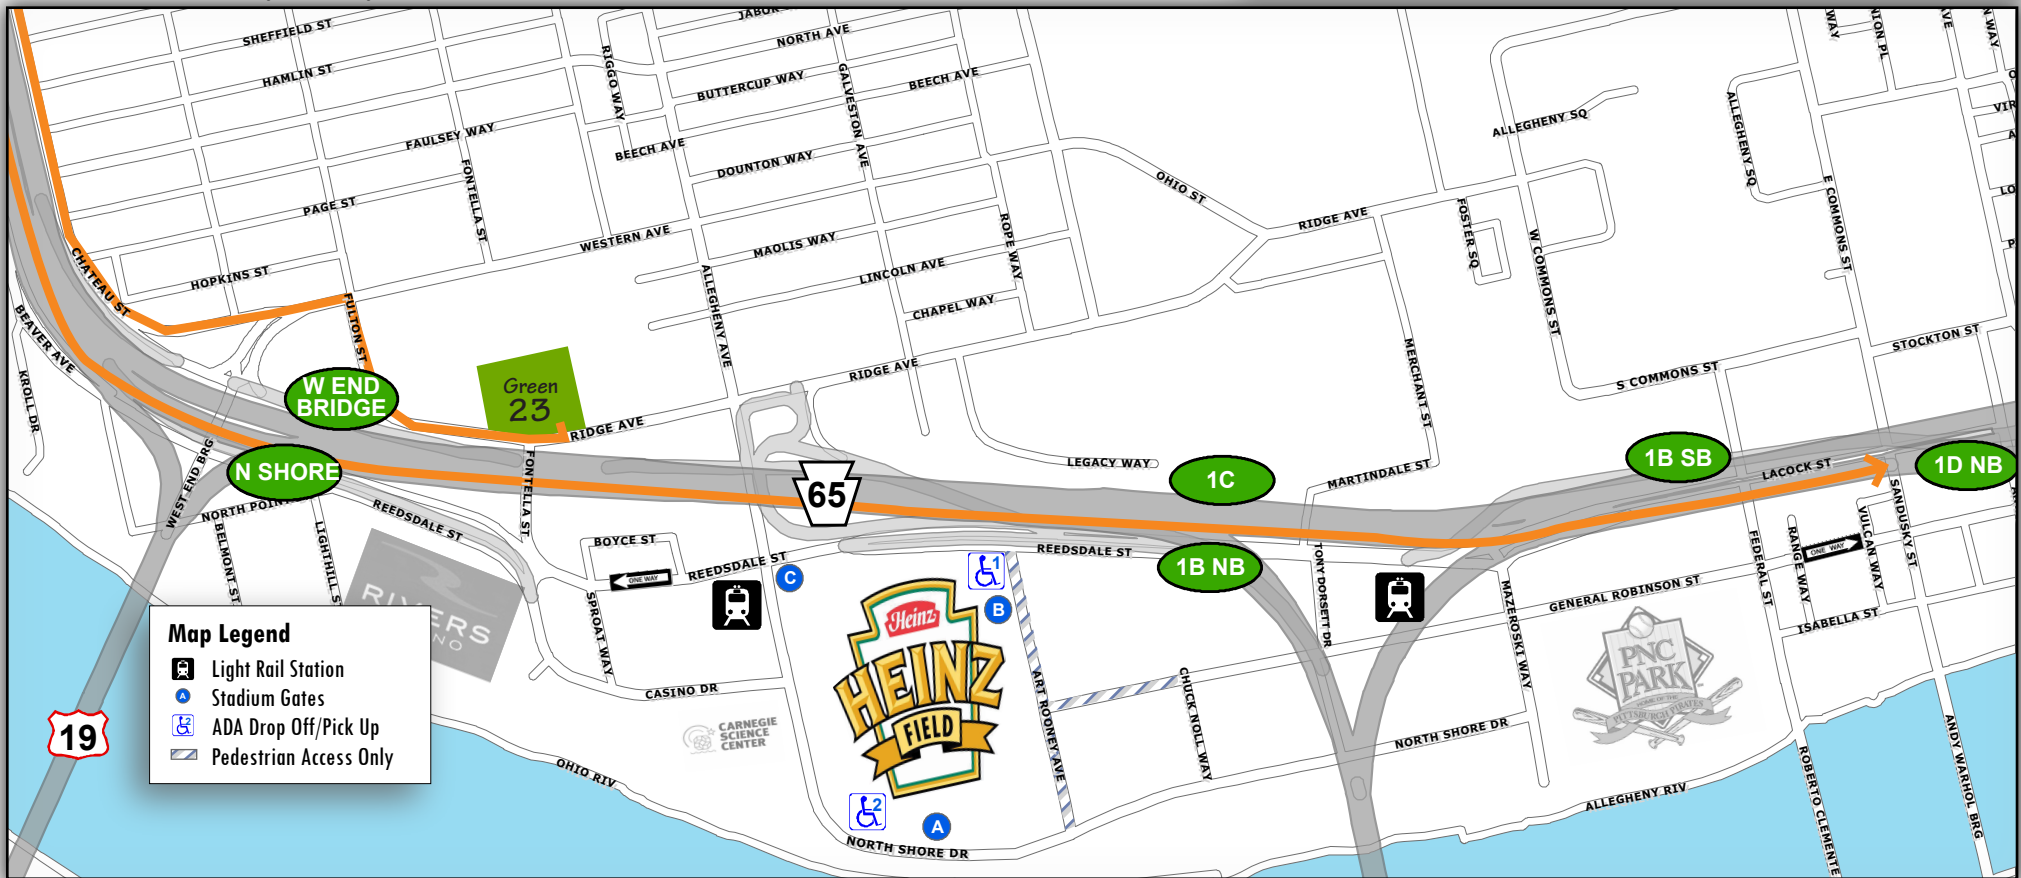 SHEFFIELD ST
HAMLIN ST
FAULSEY WAY
PAGE ST
HOPKINS ST
FONTELLA ST
RIGGO WAY
NORTH AVE
BUTTERCUP WAY
BEECH AVE
BEECH AVE
GALVESTON AVE
DOUNTON WAY
WESTERN AVE
MAOLIS WAY
LINCOLN AVE
CHAPEL WAY
ROPE WAY
ALLEGHENY AVE
RIDGE AVE
OHIO ST
RIDGE AVE
FOSTER SQ
ALLEGHENY SQ
ALLEGHENY SQ
W COMMONS ST
E COMMONS ST
S COMMONS ST
STOCKTON ST
MERCHANT ST
WAY
CHATEAU ST
BEAVER AVE
KROLL DR
FULTON ST
W END
BRIDGE
Green
23
RIDGE AVE
N SHORE
WEST END BRG
BELMONT ST
REEDSDALE ST
FONTELLA ST
65
LEGACY WAY
1C
MARTINDALE ST
1B SB
LACOCK ST
1D NB
BOYCE ST
ONE WAY
REEDSDALE ST
C
1
B
REEDSDALE ST
1B NB
TONY DORSETT DR
SPROAT WAY
CASINO DR
CARNEGIE
SCIENCE
CENTER
Heinz
HEINZ
FIELD
ART ROONEY AVE
CHUCK NOLL WAY
2
A
NORTH SHORE DR
NORTH SHORE DR
MAZEROSKI WAY
GENERAL ROBINSON ST
FEDERAL ST
RANGE WAY
ONE WAY
VULCAN WAY
SANDUSKY ST
ISABELLA ST
PNC
PARK
HOME OF THE
PITTSBURGH PIRATES
ROBERTO CLEMENTE
ANDY WARHOL BRG
ALLEGHENY RIV
OHIO RIV
19
Map Legend
Light Rail Station
A Stadium Gates
2 ADA Drop Off/Pick Up
Pedestrian Access Only